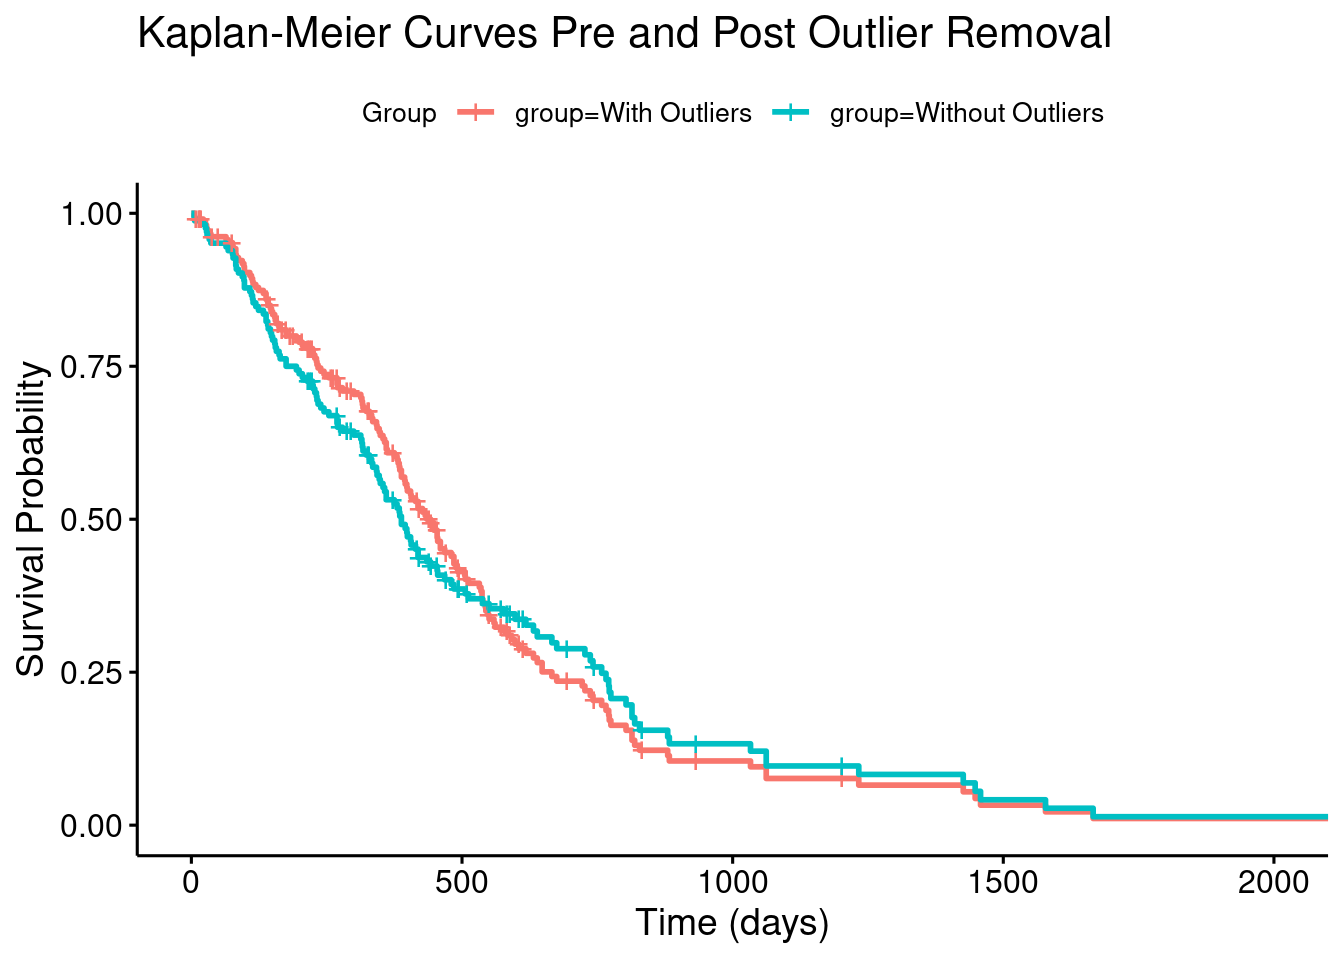 Kaplan-Meier Curves Pre and Post Outlier Removal
Group group=With Outliers group=Without Outliers
Survival Probability
1.00
0.75
0.50
0.25
0.00
0 500 1000 1500 2000
Time (days)